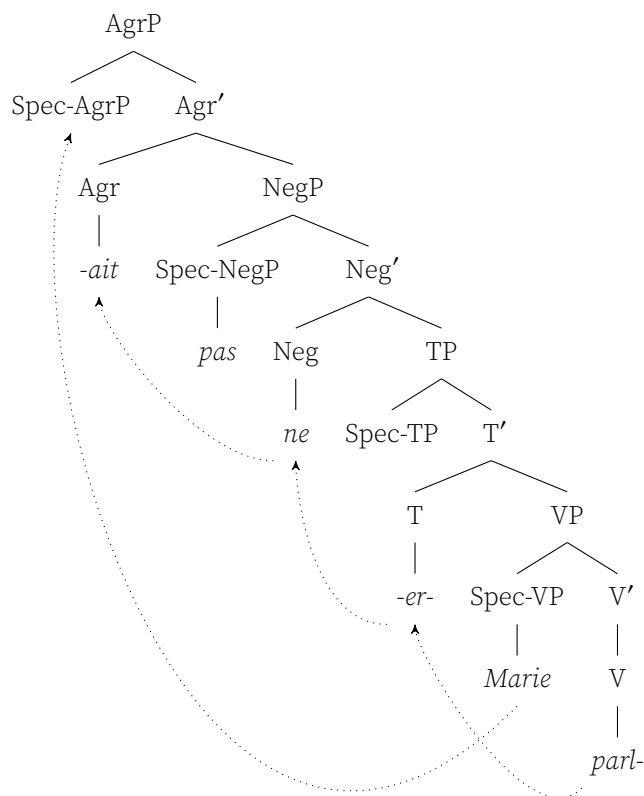 AgrP
Spec-AgrP Agr′
Agr NegP
-ait Spec-NegP Neg′
pas Neg TP
ne Spec-TP T′
T VP
-er- Spec-VP V′
Marie V
parl-